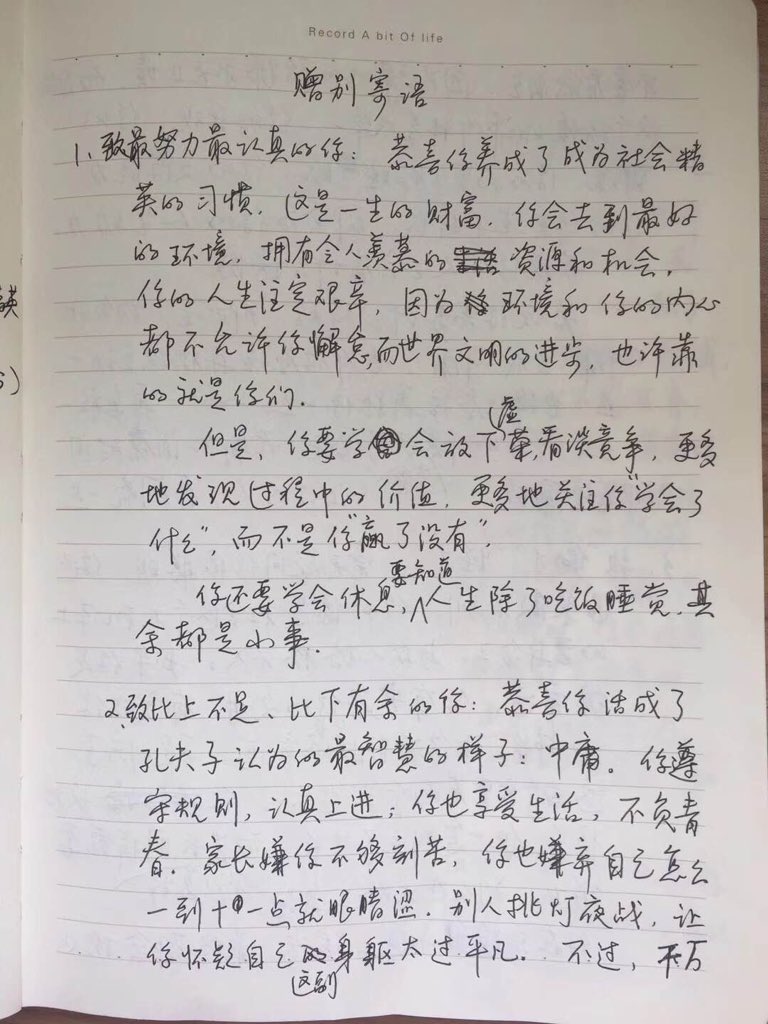 Record A bit Of life
赠别寄语
1、致最努力最认真的你：恭喜你养成了成为社会精
英的习惯。这是一生的财富。你会去到最好
的环境，拥有令人羡慕的资源和机会。
你的人生注定艰辛，因为环境和你的内心
都不允许你懈怠，而世界文明的进步，也许靠
的就是你们。
但是，你要学会放下虚荣，看淡竞争，更多
地发现过程中的价值，更多地关注你“学会了
什么”，而不是你“赢了没有”。
你还要学会休息，要知道人生除了吃饭睡觉，其
余都是小事。
2、致比上不足、比下有余的你：恭喜你活成了
孔夫子认为的最智慧的样子：中庸。你遵
守规则，认真上进；你也享受生活，不负青
春。家长嫌你不够刻苦，你也嫌弃自己怎么
一到十一点就眼睛涩。别人挑灯夜战，让
你怀疑自己这副身躯太过平凡。不过，千万
英